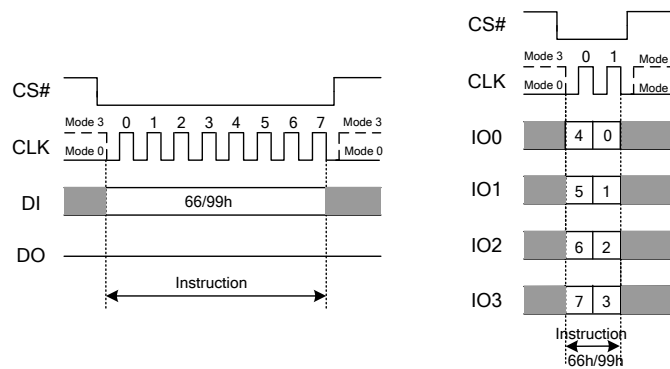 CS#
Mode 3 0 1 2 3 4 5 6 7 Mode 3
CLK
Mode 0 Mode 0
DI 66/99h
DO
Instruction
CS#
Mode 3 0 1 Mode
CLK
Mode 0 Mode
IO0 4 0
IO1 5 1
IO2 6 2
IO3 7 3
Instruction
66h/99h